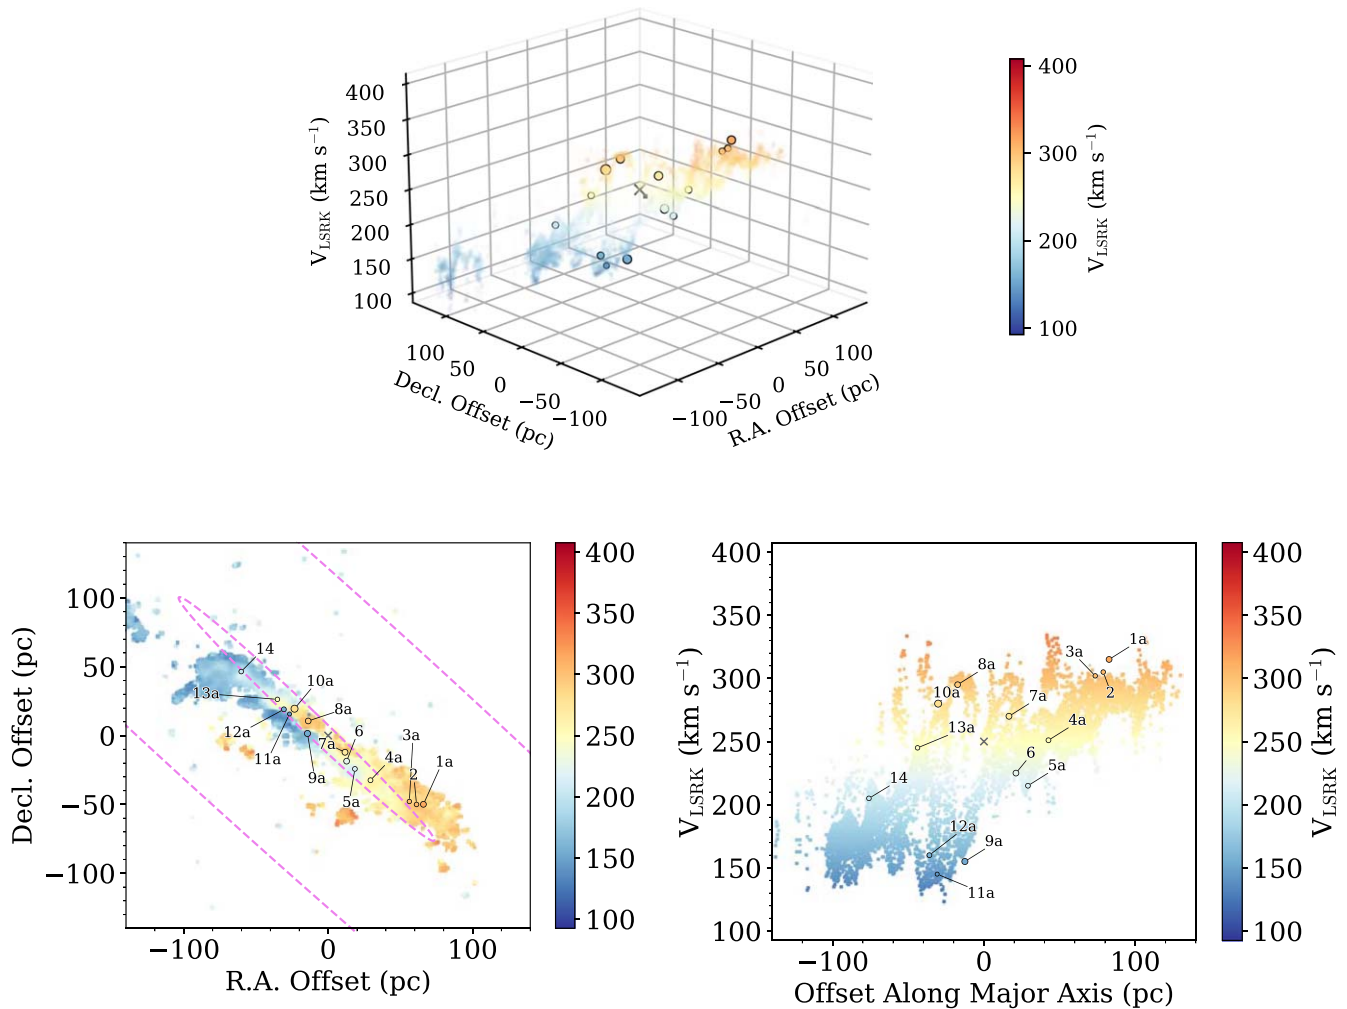 400
350
300
250
200
150
100
V_LSRK (km s⁻¹)
100
50
0
−50
−100
Decl. Offset (pc)
−100
−50
0
50
100
R.A. Offset (pc)
400
300
200
100
V_LSRK (km s⁻¹)
100
50
0
−50
−100
Decl. Offset (pc)
−100
0
100
R.A. Offset (pc)
14
13a
10a
8a
12a
11a
9a
7a
6
3a
4a
2
1a
5a
400
350
300
250
200
150
100
400
350
300
250
200
150
100
V_LSRK (km s⁻¹)
−100
0
100
Offset Along Major Axis (pc)
1a
3a
8a
2
10a
7a
4a
13a
6
5a
14
12a
9a
11a
400
350
300
250
200
150
100
V_LSRK (km s⁻¹)